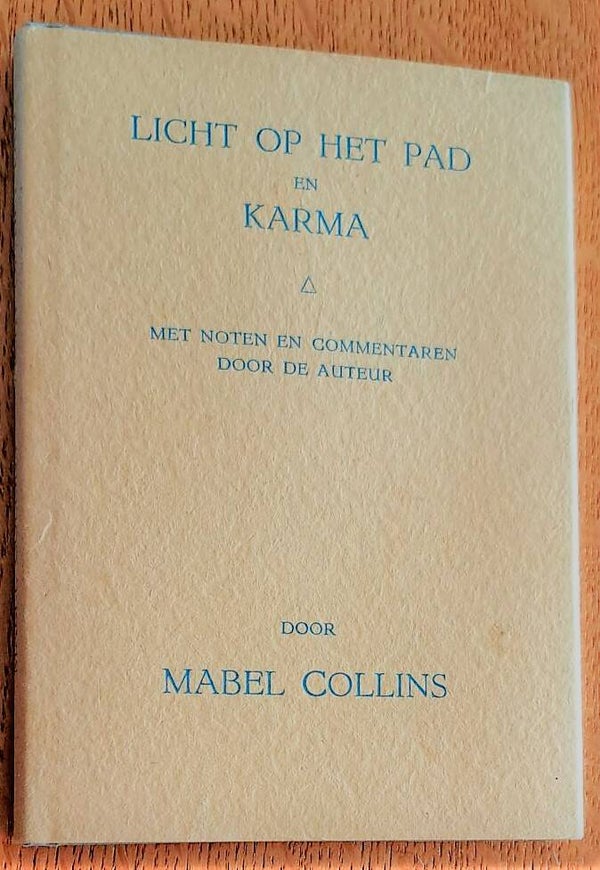 LICHT OP HET PAD
EN
KARMA
MET NOTEN EN COMMENTAREN
DOOR DE AUTEUR
DOOR
MABEL COLLINS